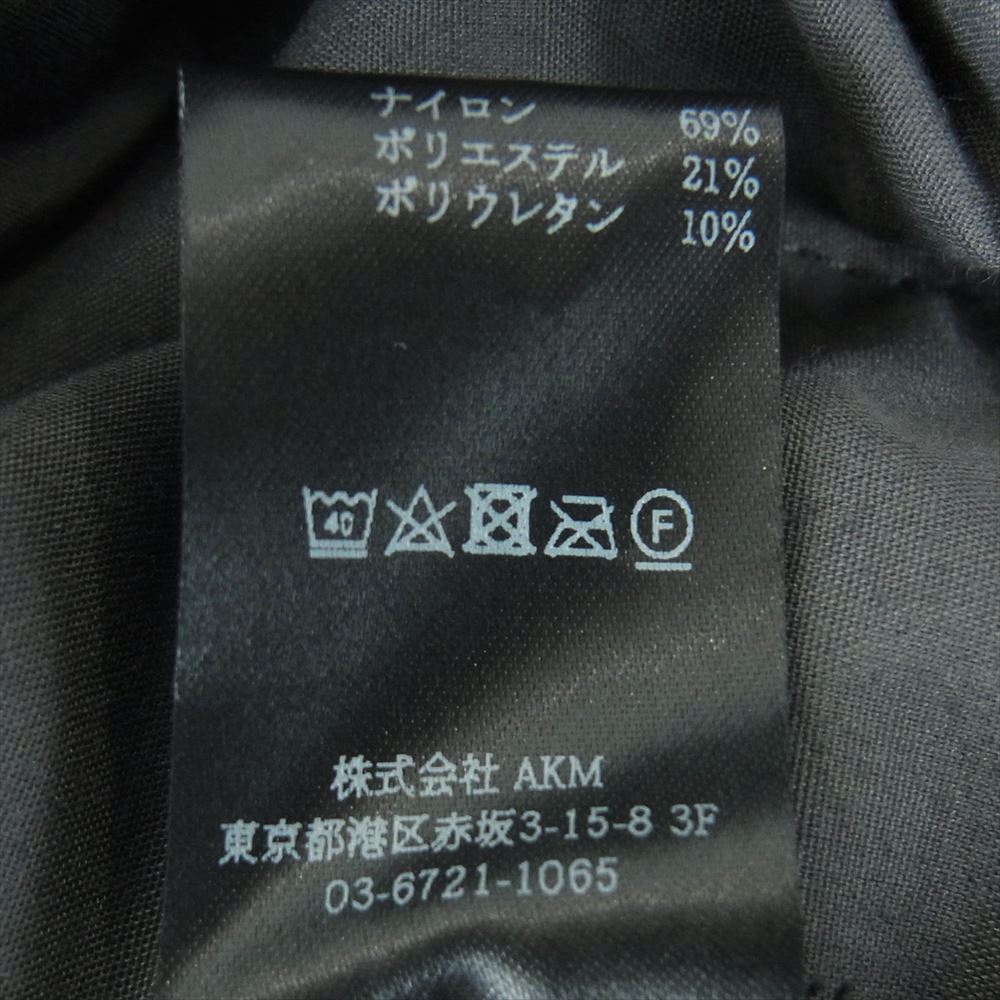 ナイロン 69%
ポリエステル 21%
ポリウレタン 10%
40 F
株式会社 AKM
東京都港区赤坂3-15-8 3F
03-6721-1065